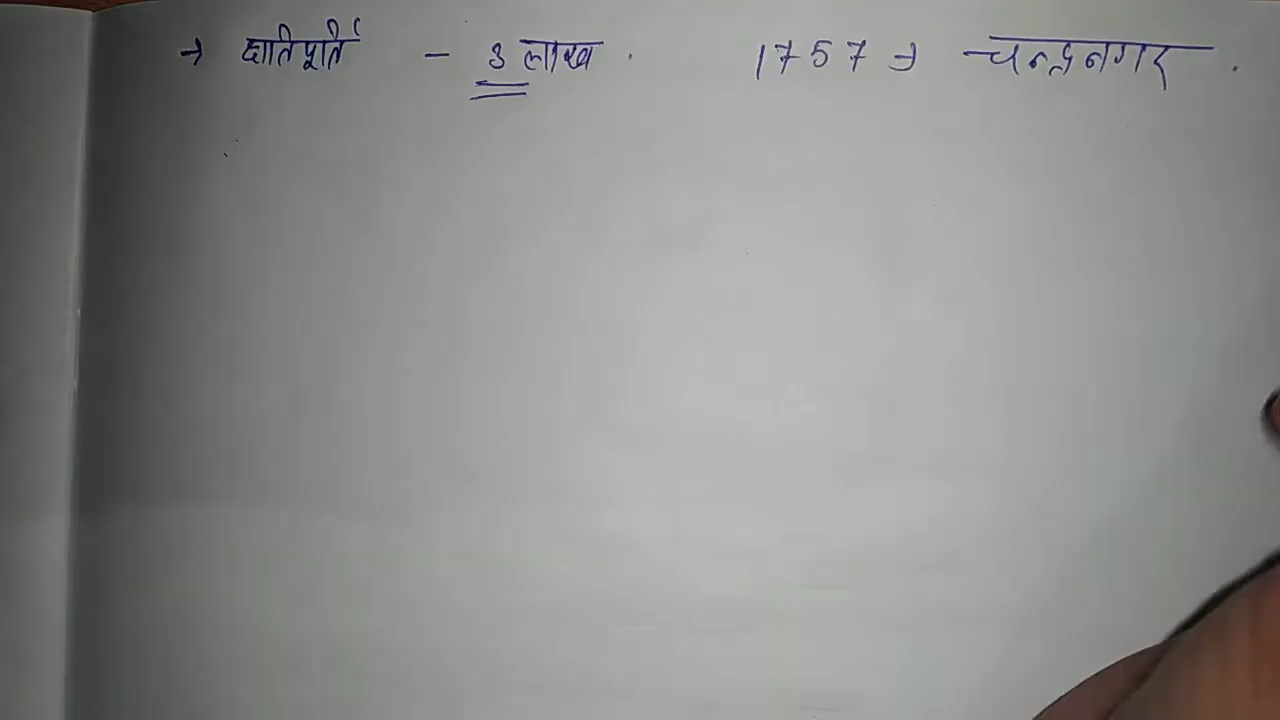 → क्षतिपूर्ति - 3 लाख. 1757 → चन्द्रनगर.